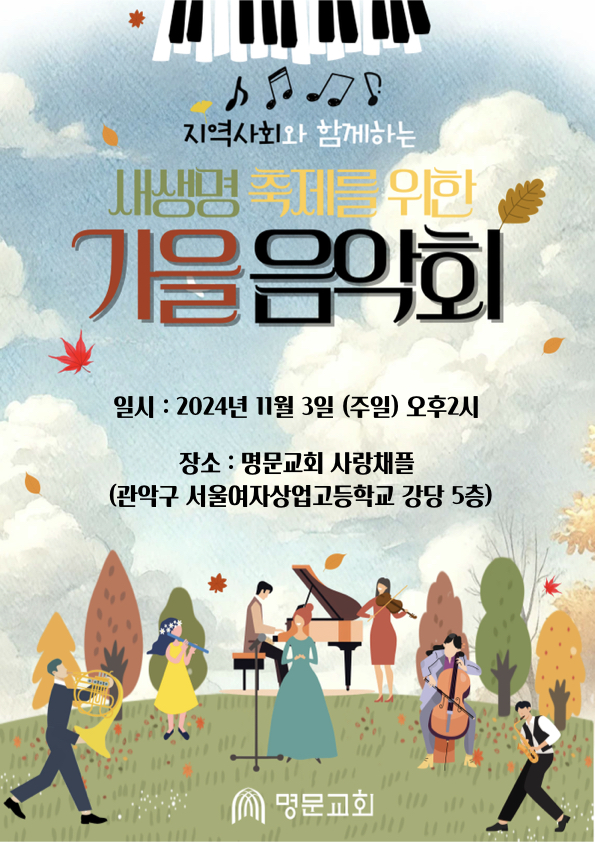 지역사회와 함께하는
새생명 축제를 위한
가을 음악회
일시 : 2024년 11월 3일 (주일) 오후2시
장소 : 명문교회 사랑채플
(관악구 서울여자상업고등학교 강당 5층)
명문교회